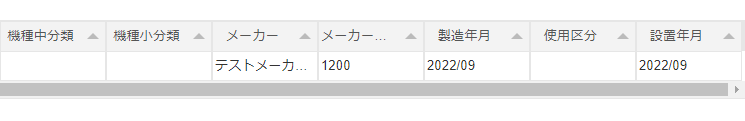 機種中分類 機種小分類 メーカー メーカー... 製造年月 使用区分 設置年月
テストメーカ... 1200 2022/09 2022/09